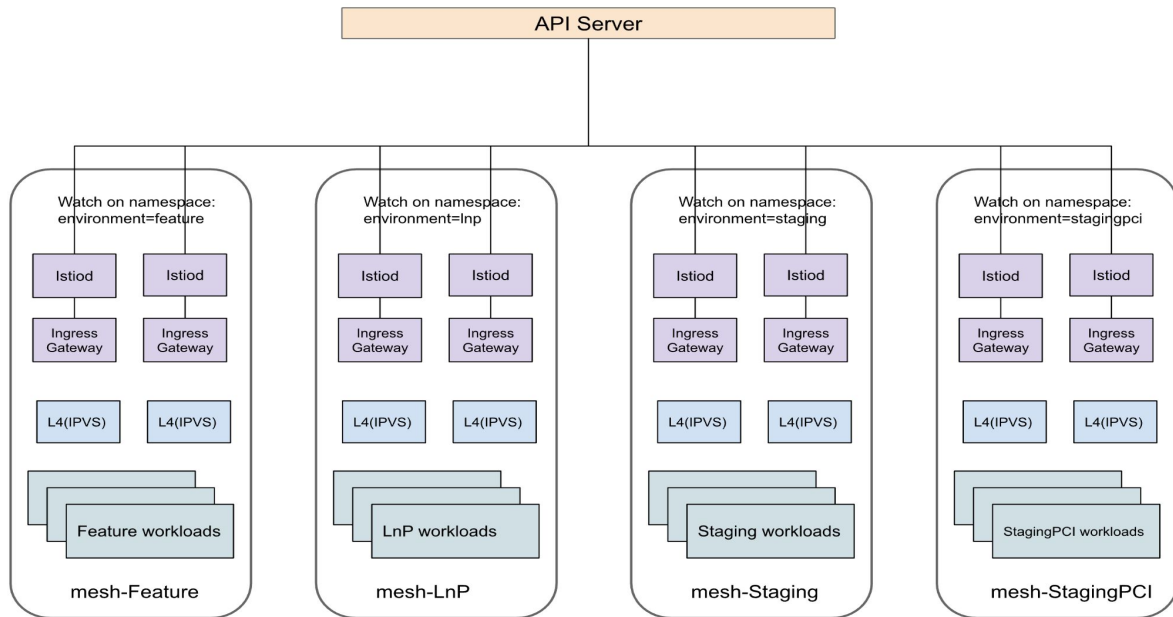 API Server
Watch on namespace:
environment=feature
Istiod
Istiod
Ingress
Gateway
Ingress
Gateway
L4(IPVS)
L4(IPVS)
Feature workloads
mesh-Feature
Watch on namespace:
environment=lnp
Istiod
Istiod
Ingress
Gateway
Ingress
Gateway
L4(IPVS)
L4(IPVS)
LnP workloads
mesh-LnP
Watch on namespace:
environment=staging
Istiod
Istiod
Ingress
Gateway
Ingress
Gateway
L4(IPVS)
L4(IPVS)
Staging workloads
mesh-Staging
Watch on namespace:
environment=stagingpci
Istiod
Istiod
Ingress
Gateway
Ingress
Gateway
L4(IPVS)
L4(IPVS)
StagingPCI workloads
mesh-StagingPCI